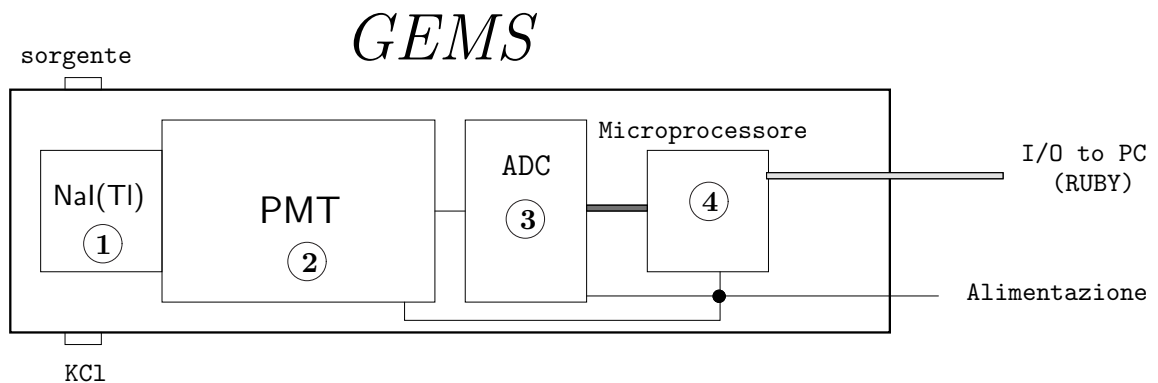 GEMS
sorgente
Microprocessore
I/O to PC
(RUBY)
NaI(Tl)
1
PMT
2
ADC
3
4
Alimentazione
KCl